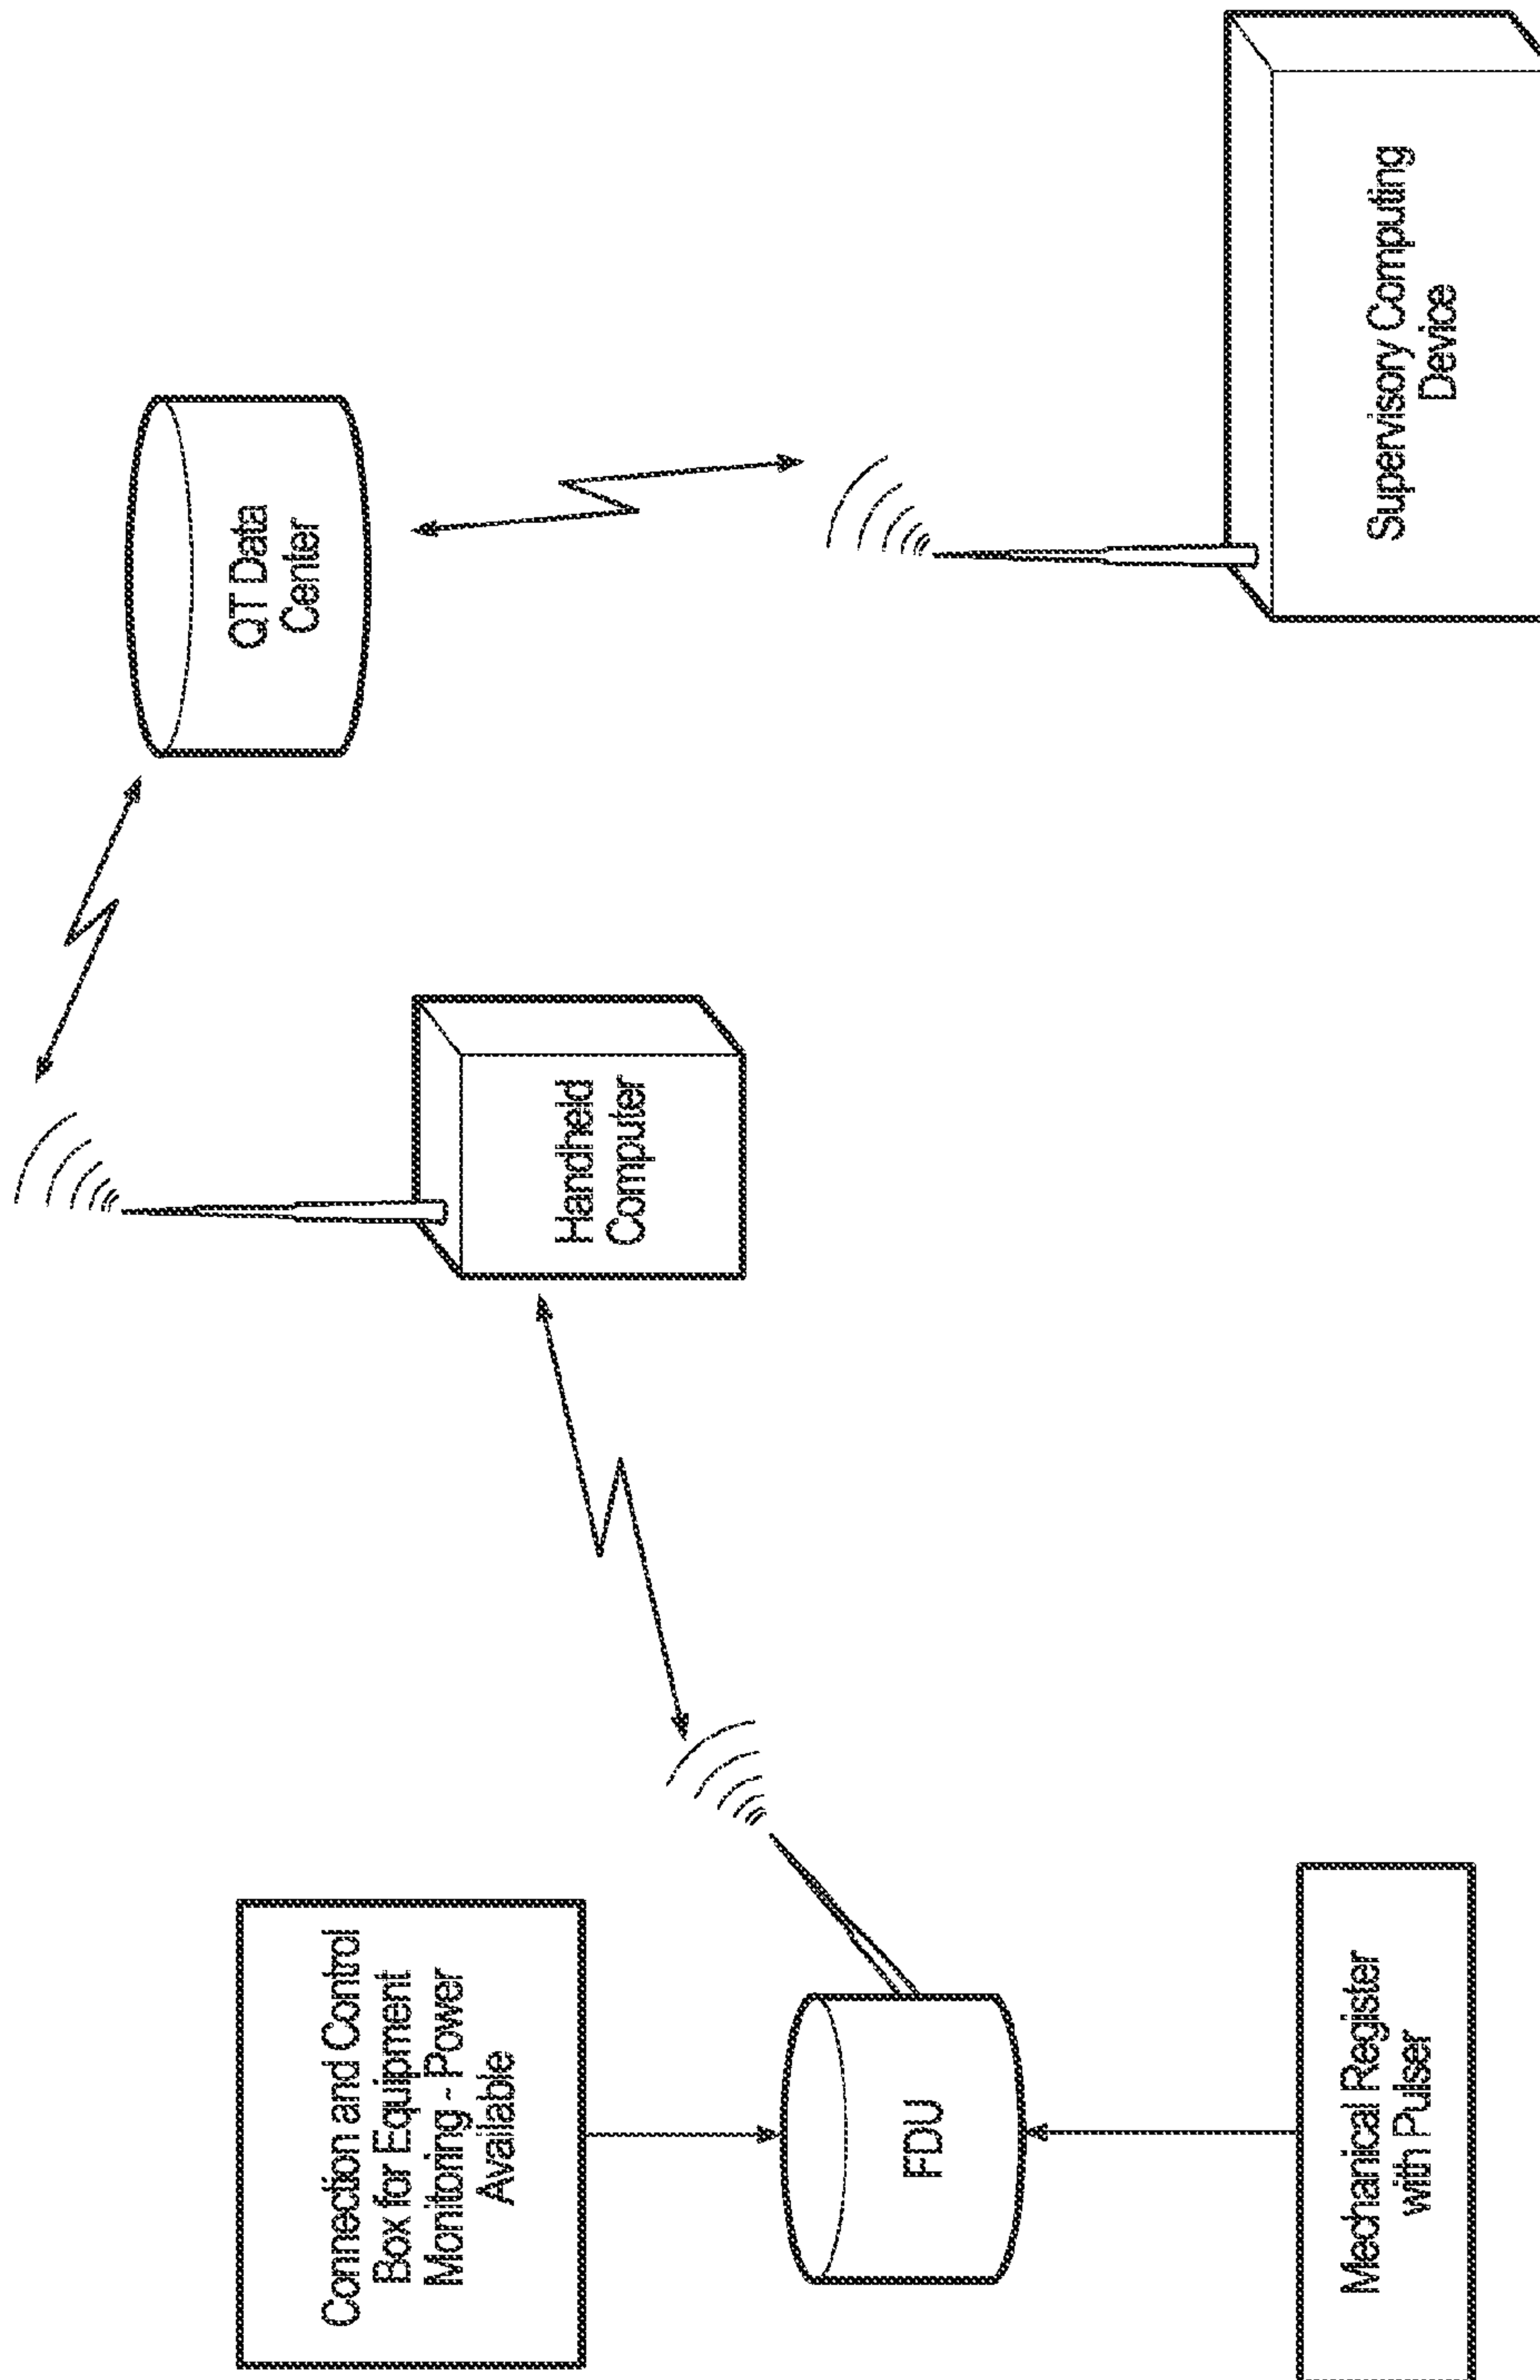 Connection and Control
Box for Equipment
Monitoring - Power
Available
FDU
Mechanical Register
with Pulser
Handheld
Computer
QT Data
Center
Supervisory Computing
Device